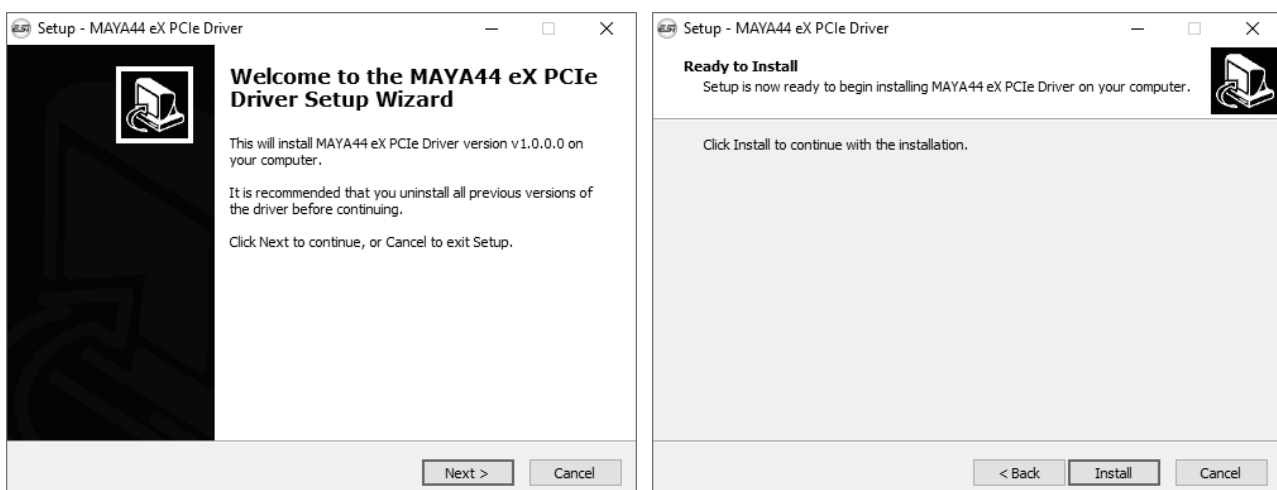 ESI Setup - MAYA44 eX PCIe Driver
Welcome to the MAYA44 eX PCIe
Driver Setup Wizard
This will install MAYA44 eX PCIe Driver version v1.0.0.0 on
your computer.
It is recommended that you uninstall all previous versions of
the driver before continuing.
Click Next to continue, or Cancel to exit Setup.
Next >
Cancel
ESI Setup - MAYA44 eX PCIe Driver
Ready to Install
Setup is now ready to begin installing MAYA44 eX PCIe Driver on your computer.
Click Install to continue with the installation.
< Back
Install
Cancel